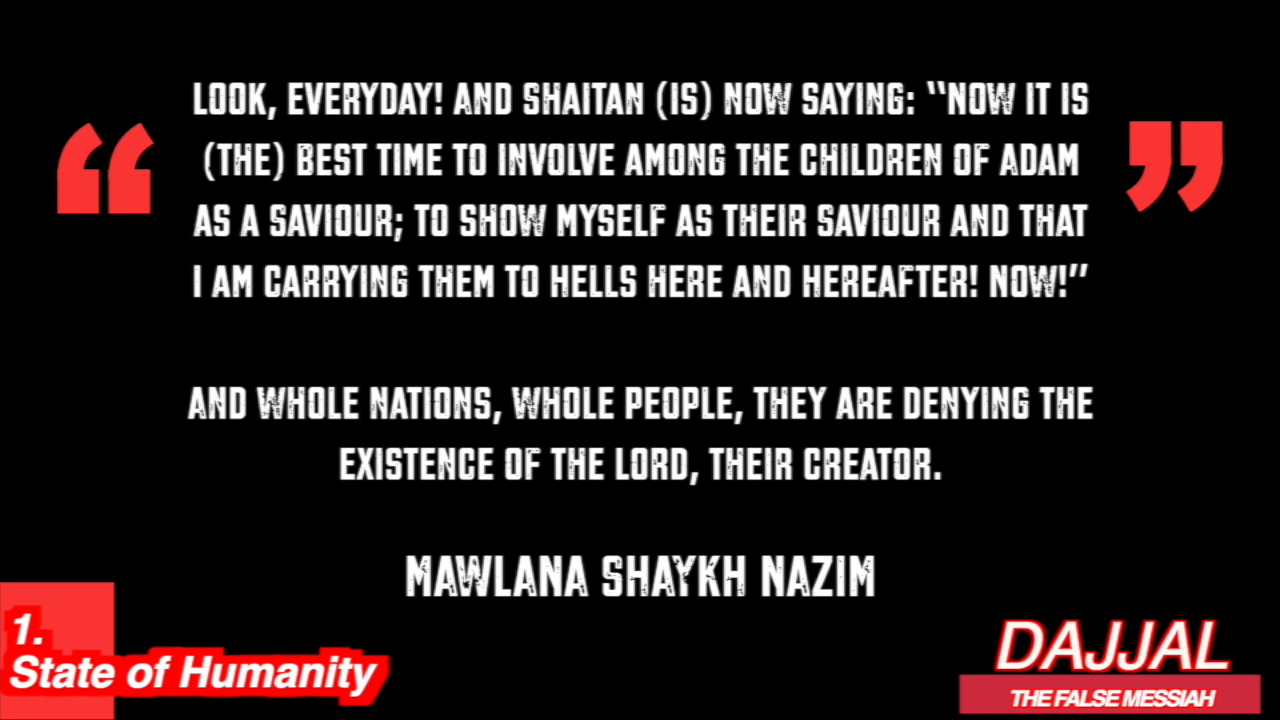 LOOK, EVERYDAY! AND SHAITAN (IS) NOW SAYING: "NOW IT IS
(THE) BEST TIME TO INVOLVE AMONG THE CHILDREN OF ADAM
AS A SAVIOUR; TO SHOW MYSELF AS THEIR SAVIOUR AND THAT
I AM CARRYING THEM TO HELLS HERE AND HEREAFTER! NOW!"
AND WHOLE NATIONS, WHOLE PEOPLE, THEY ARE DENYING THE
EXISTENCE OF THE LORD, THEIR CREATOR.
MAWLANA SHAYKH NAZIM
1.
State of Humanity
DAJJAL
THE FALSE MESSIAH